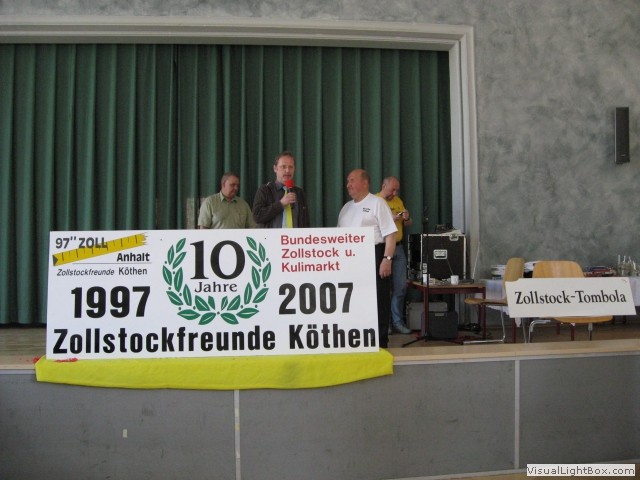 97" ZOLL
Anhalt
Zollstockfreunde Köthen
10
Jahre
Bundesweiter
Zollstock u.
Kulimarkt
1997
2007
Zollstockfreunde Köthen
Zollstock-Tombola
VisualLightBox.com